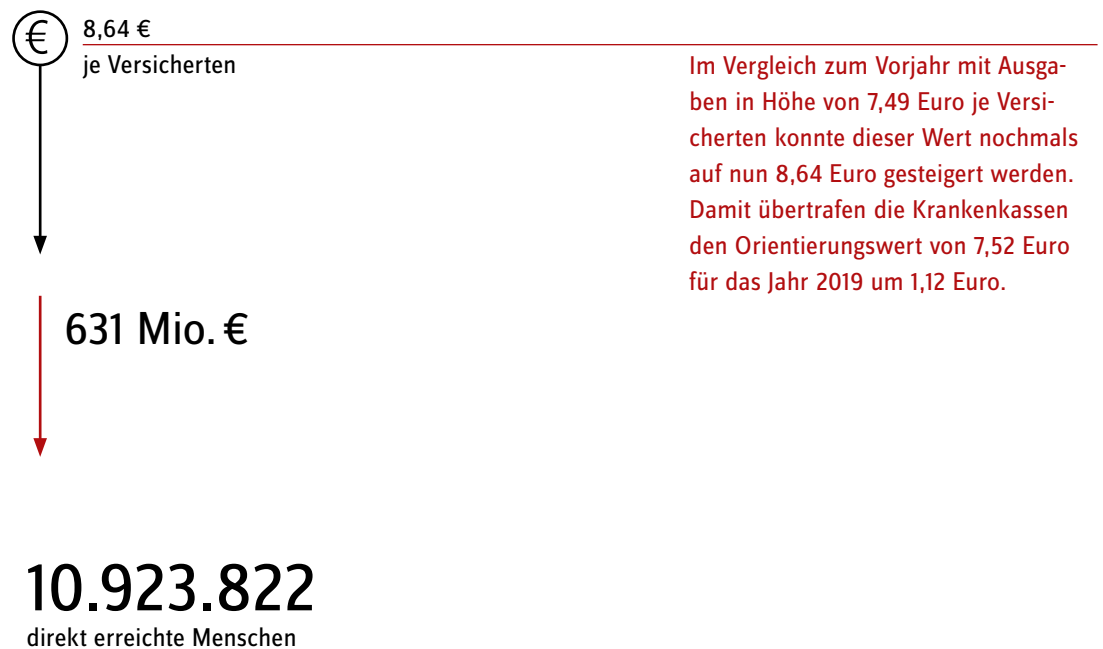 €
8,64 €
je Versicherten
Im Vergleich zum Vorjahr mit Ausga-
ben in Höhe von 7,49 Euro je Versi-
cherten konnte dieser Wert nochmals
auf nun 8,64 Euro gesteigert werden.
Damit übertrafen die Krankenkassen
den Orientierungswert von 7,52 Euro
für das Jahr 2019 um 1,12 Euro.
631 Mio. €
10.923.822
direkt erreichte Menschen